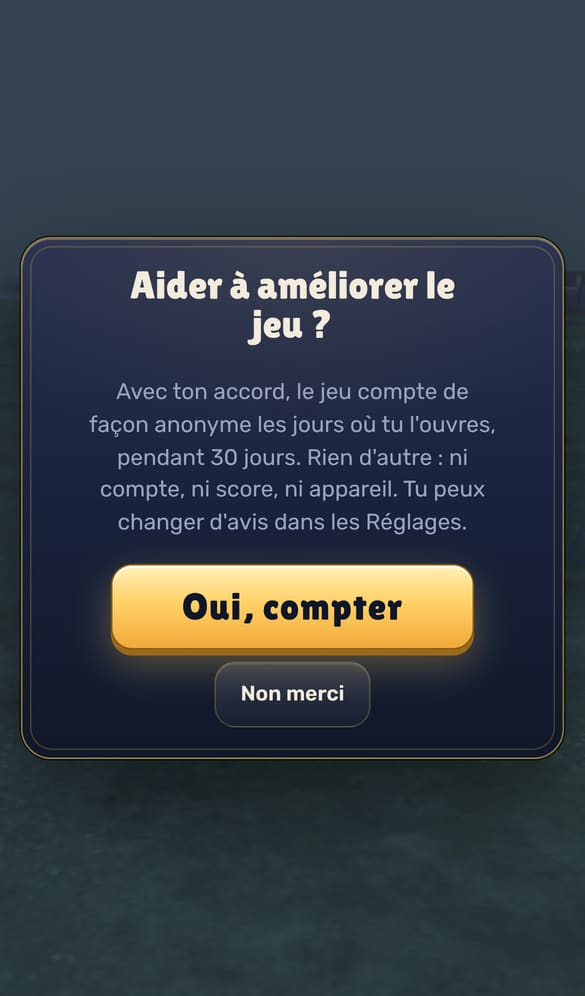 Aider à améliorer le
jeu ?
Avec ton accord, le jeu compte de
façon anonyme les jours où tu l'ouvres,
pendant 30 jours. Rien d'autre : ni
compte, ni score, ni appareil. Tu peux
changer d'avis dans les Réglages.
Oui, compter
Non merci